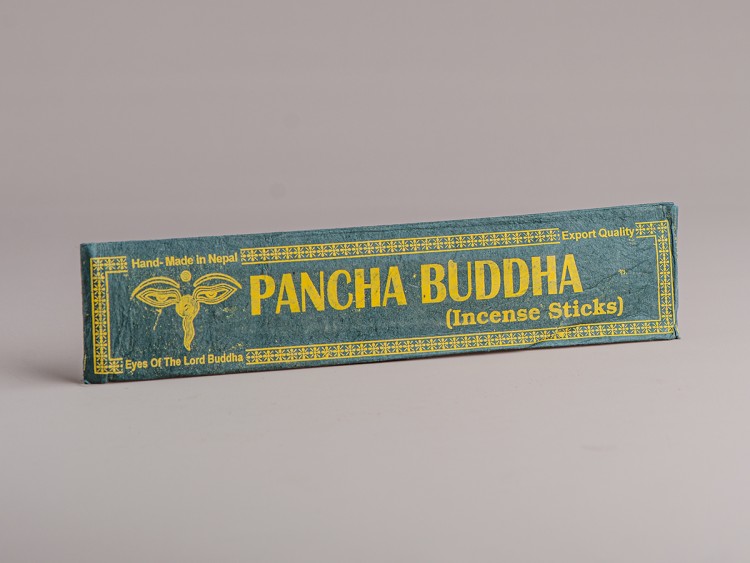 Hand- Made in Nepal
Export Quality
PANCHA BUDDHA
(Incense Sticks)
Eyes Of The Lord Buddha